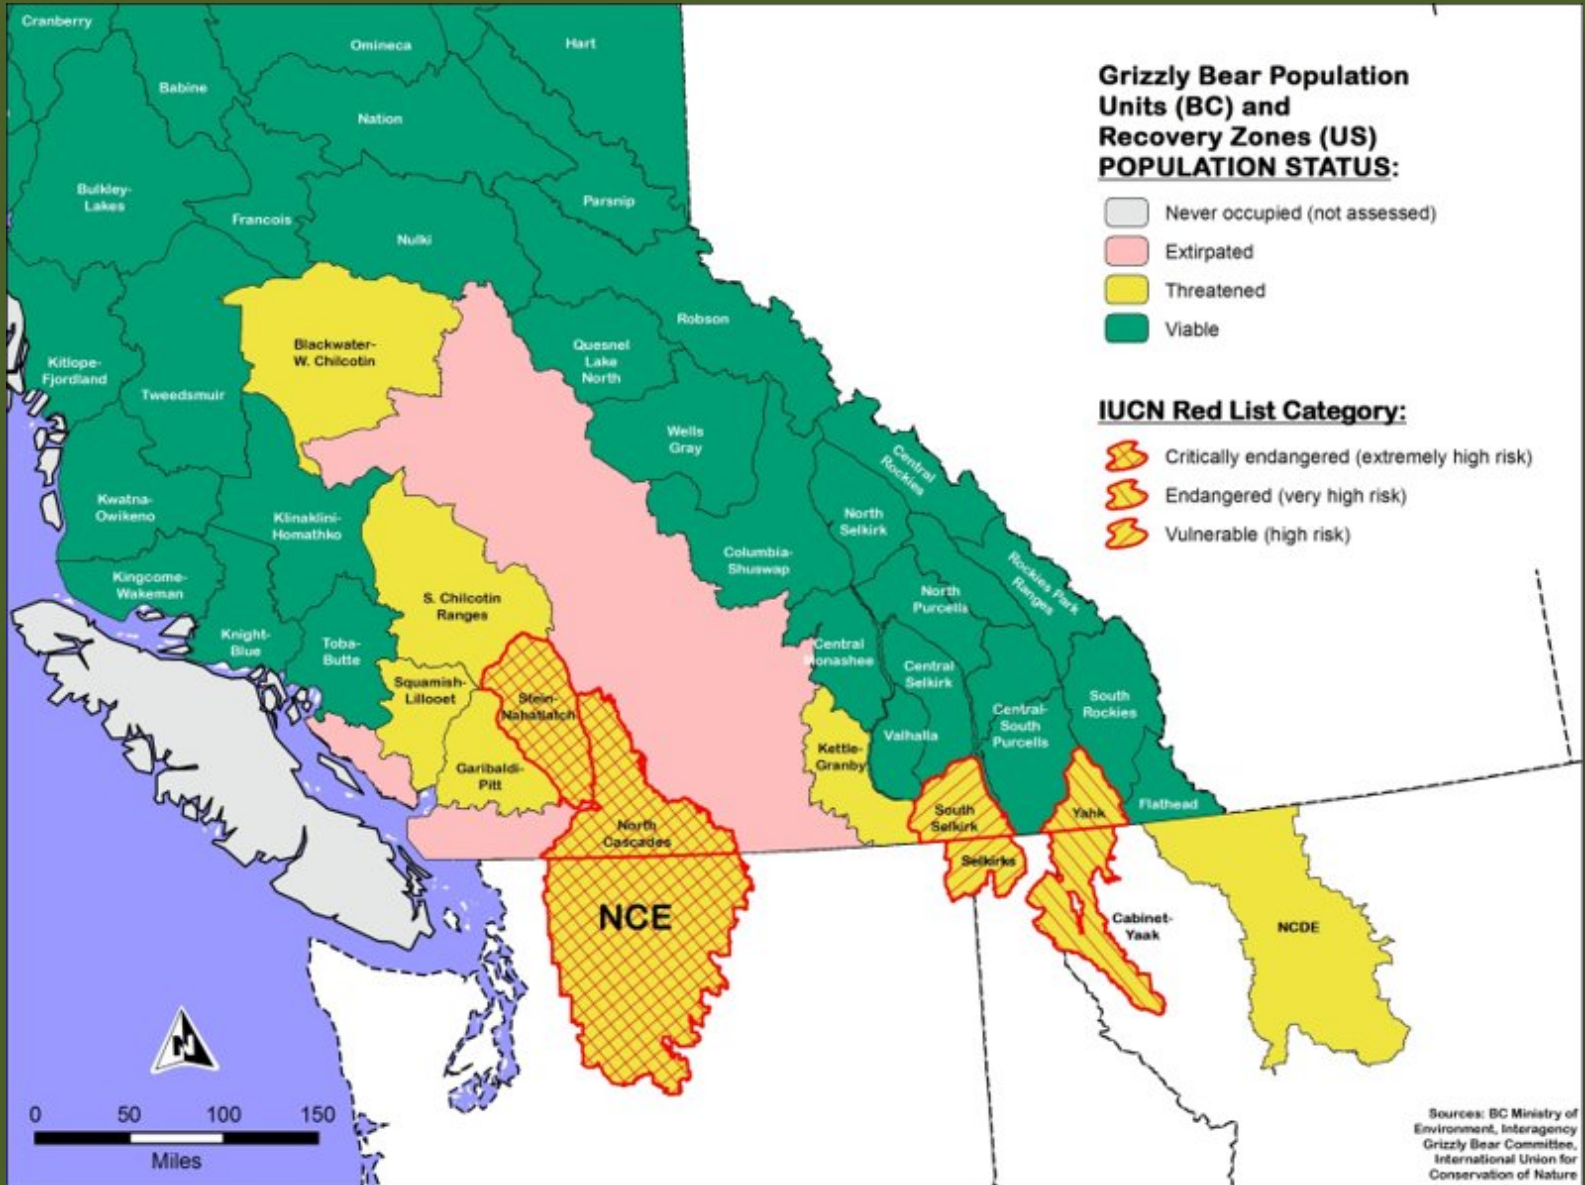 Cranberry
Omineca
Hart
Babine
Nation
Bulkley-
Lakes
Francois
Parsnip
Nulki
Blackwater-
W. Chilcotin
Robson
Quesnel
Lake
North
Kitlope-
Fjordland
Tweedsmuir
Wells
Gray
Central
Rockies
Kwatna-
Owikeno
Klinaklini-
Homathko
North
Selkirk
Columbia-
Shuswap
Kingcome-
Wakeman
S. Chilcotin
Ranges
North
Purcells
Rockies Park
Ranges
Knight-
Blue
Toba-
Butte
Central
Monashee
Central
Selkirk
Squamish-
Lillooet
Stein-
Nahatlatch
South
Rockies
Central-
South
Purcells
Valhalla
Kettle-
Granby
Garibaldi-
Pitt
South
Selkirk
Yahk
Flathead
North
Cascades
Selkirks
NCE
Cabinet-
Yaak
NCDE
Grizzly Bear Population
Units (BC) and
Recovery Zones (US)
POPULATION STATUS:
Never occupied (not assessed)
Extirpated
Threatened
Viable
IUCN Red List Category:
Critically endangered (extremely high risk)
Endangered (very high risk)
Vulnerable (high risk)
N
0 50 100 150
Miles
Sources: BC Ministry of
Environment, Interagency
Grizzly Bear Committee,
International Union for
Conservation of Nature